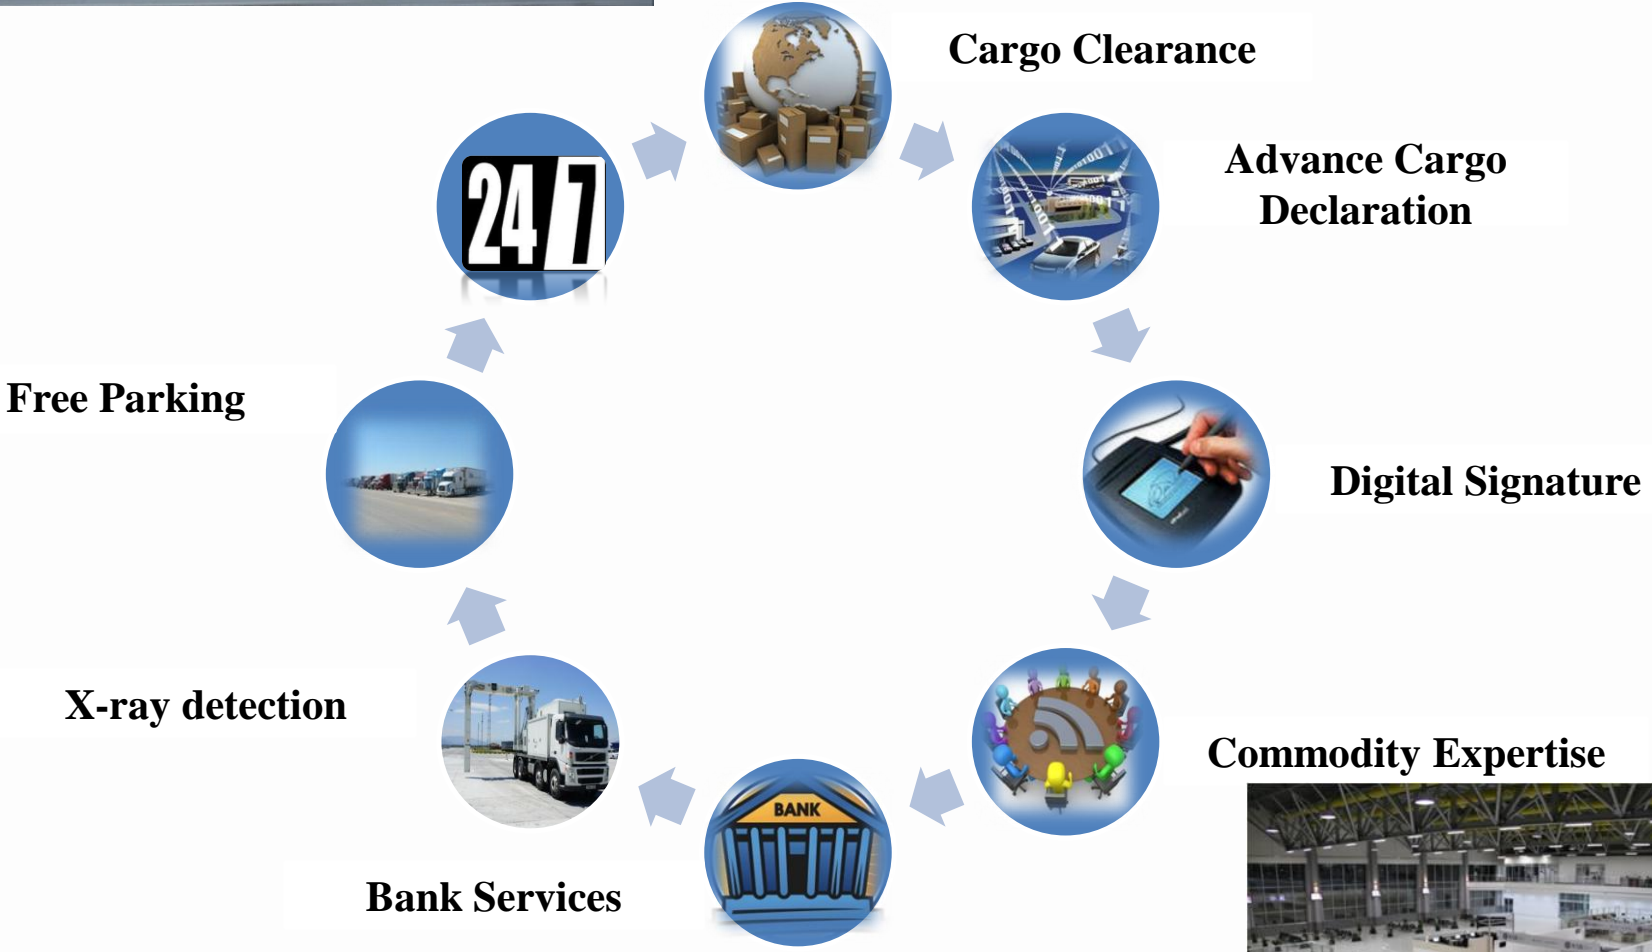 Cargo Clearance
Advance Cargo
Declaration
24/7
Free Parking
Digital Signature
X-ray detection
Commodity Expertise
BANK
Bank Services